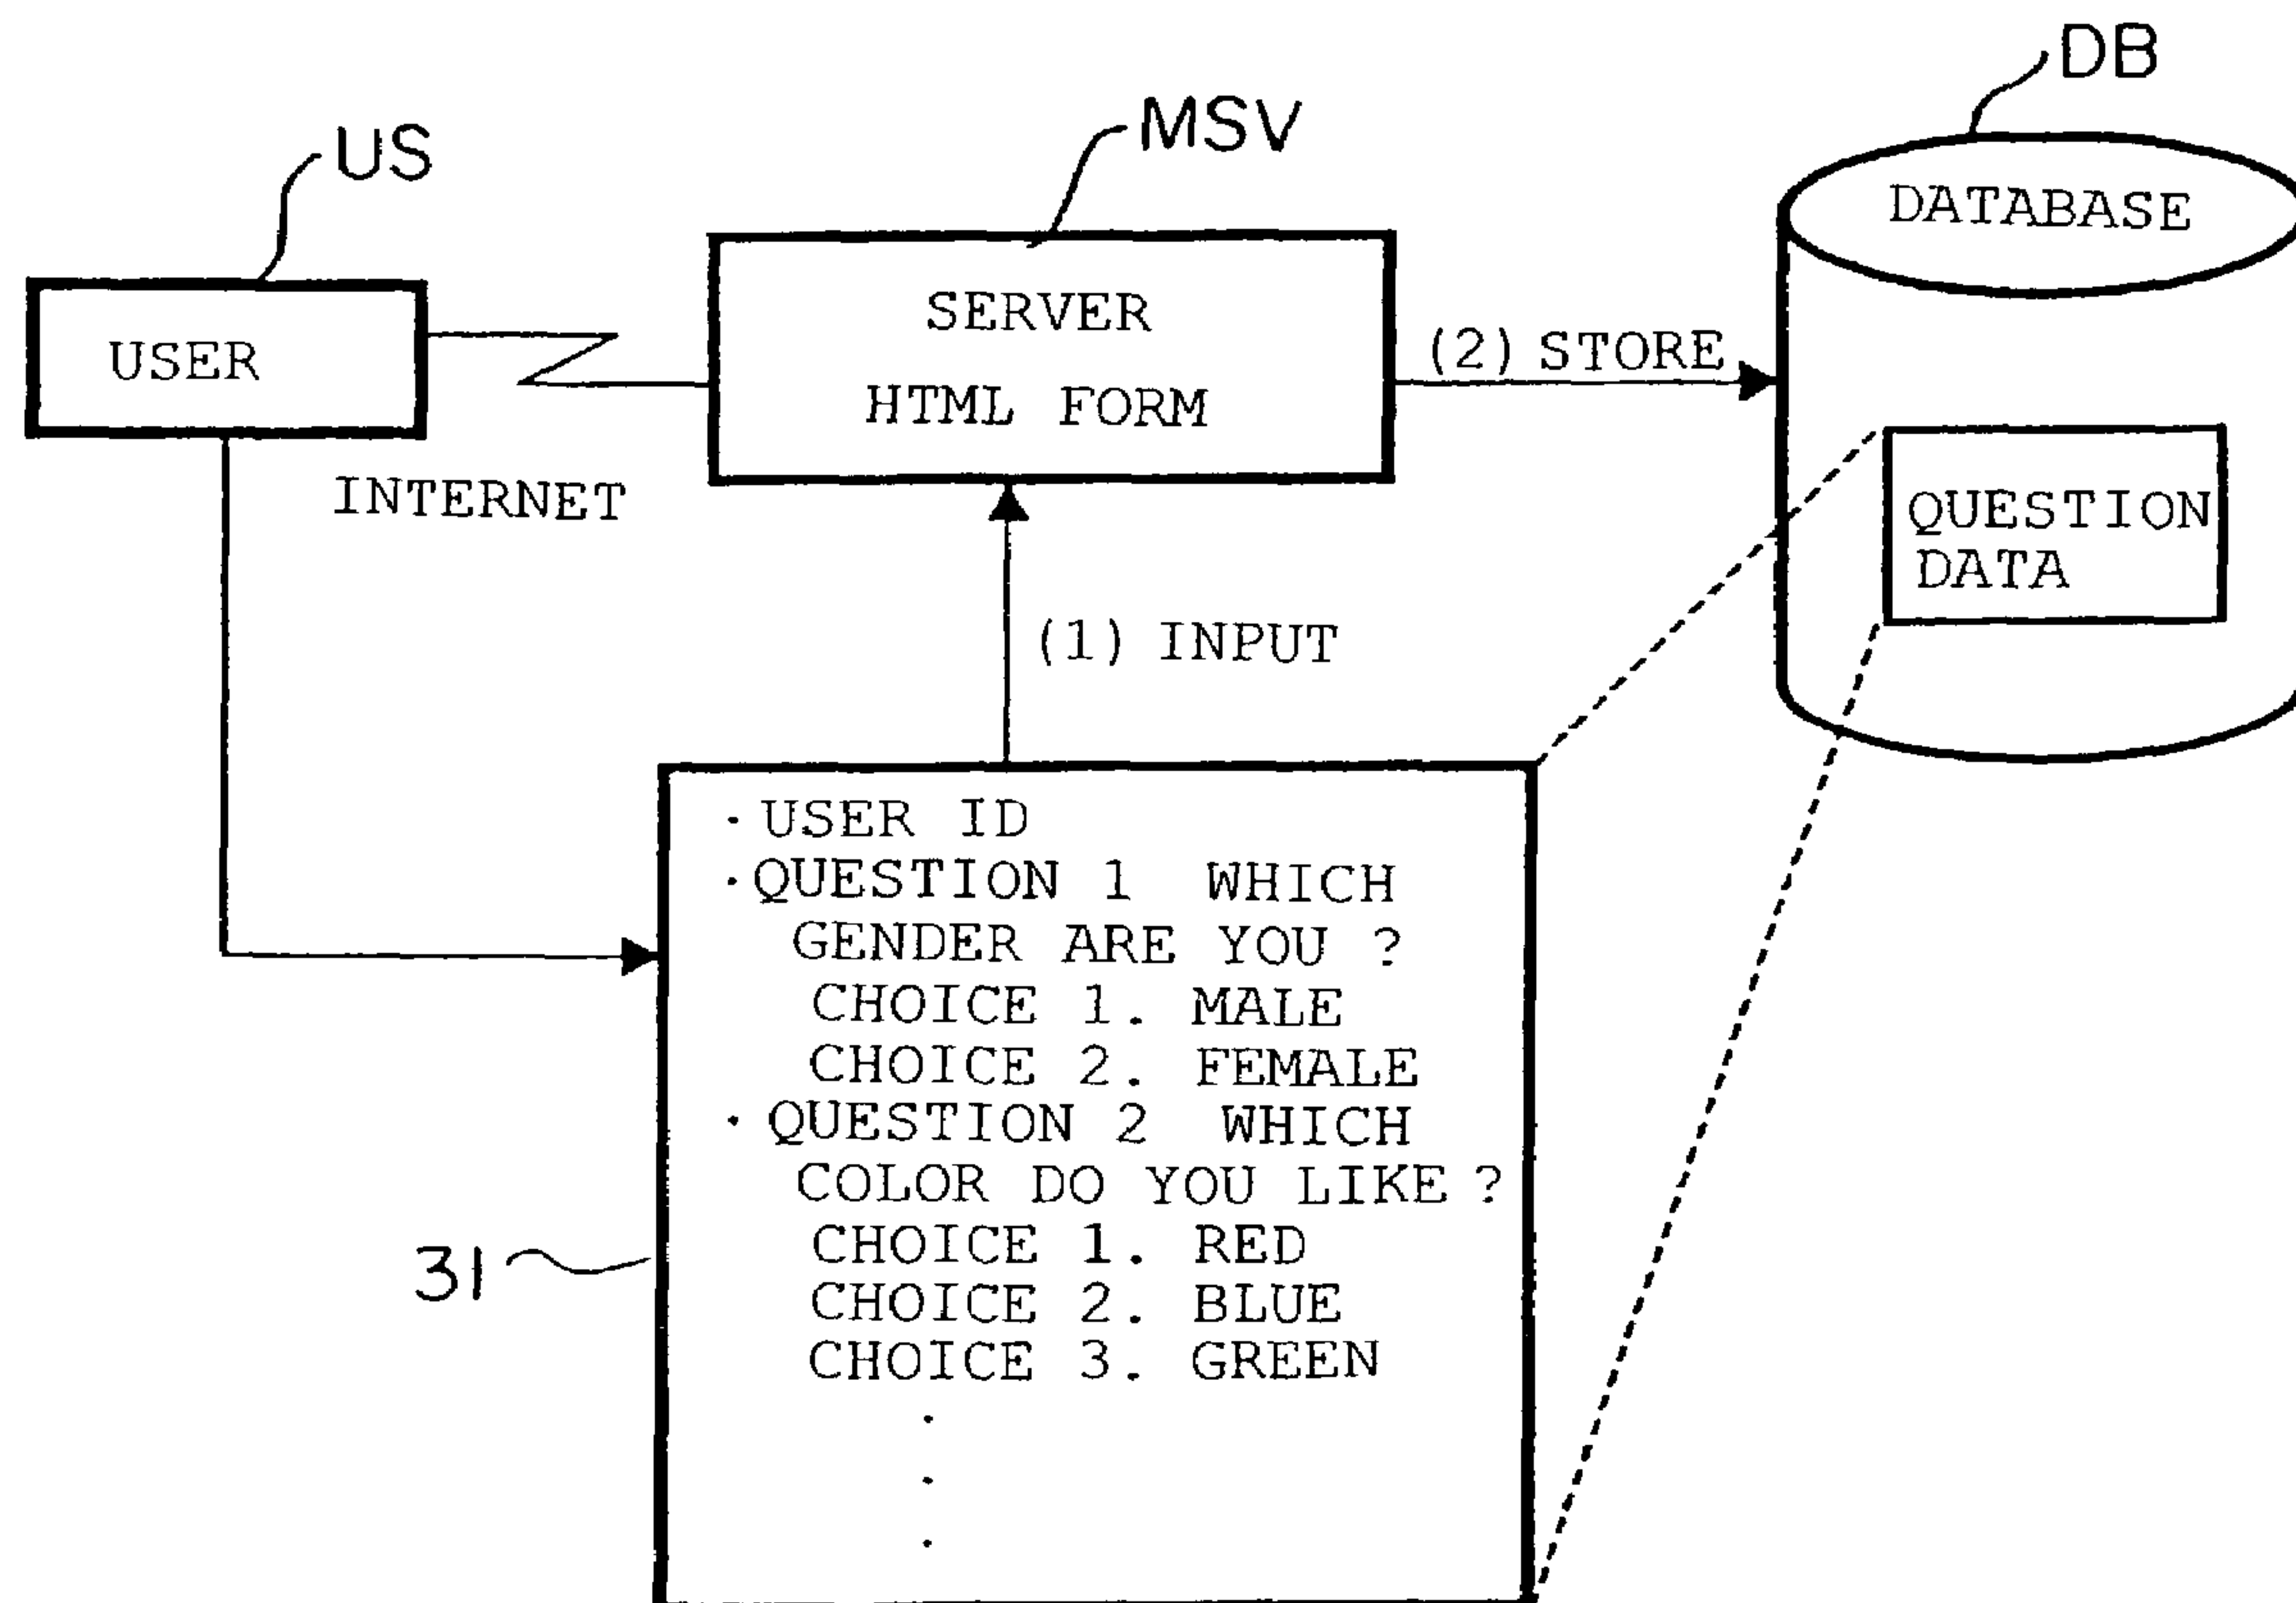 DB
MSV
US
DATABASE
USER
SERVER
HTML FORM
(2) STORE
INTERNET
QUESTION
DATA
(1) INPUT
· USER ID
· QUESTION 1 WHICH
GENDER ARE YOU ?
CHOICE 1. MALE
CHOICE 2. FEMALE
· QUESTION 2 WHICH
COLOR DO YOU LIKE ?
CHOICE 1. RED
CHOICE 2. BLUE
CHOICE 3. GREEN
.
.
.
31